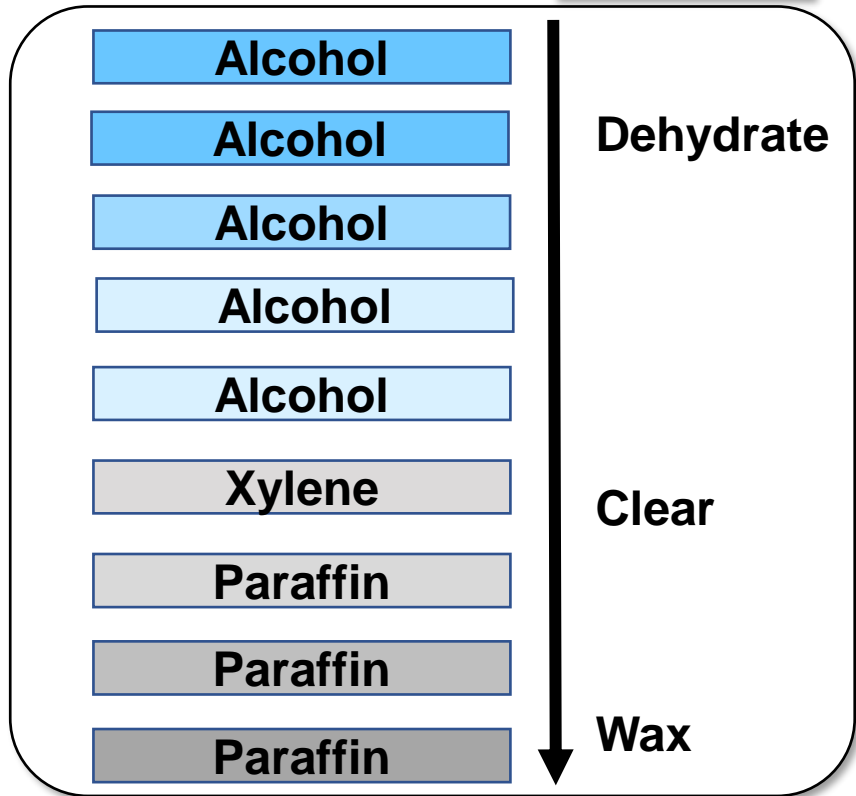 Alcohol
Alcohol
Dehydrate
Alcohol
Alcohol
Alcohol
Xylene
Clear
Paraffin
Paraffin
Paraffin
Wax